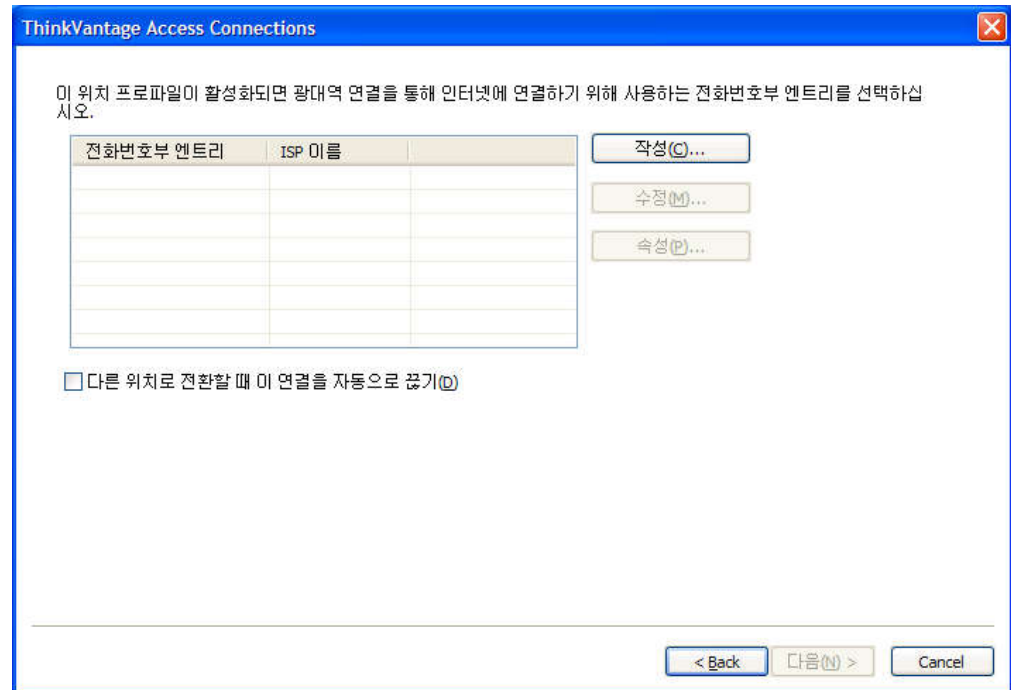 ThinkVantage Access Connections
이 위치 프로파일이 활성화되면 광대역 연결을 통해 인터넷에 연결하기 위해 사용하는 전화번호부 엔트리를 선택하십
시오.
전화번호부 엔트리 ISP 이름
작성(C)...
수정(M)...
속성(P)...
다른 위치로 전환할 때 이 연결을 자동으로 끊기(D)
< Back 다음(N) > Cancel